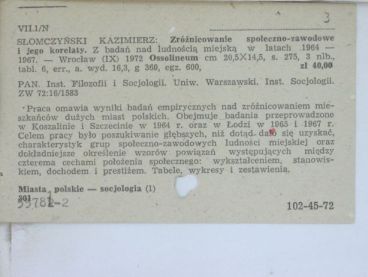 3
VII.1/N
SŁOMCZYŃSKI KAZIMIERZ: Zróżnicowanie społeczno-zawodowe
i jego korelaty. Z badań nad ludnością miejską w latach 1964 —
1967. — Wrocław (IX) 1972 Ossolineum cm 20,5X14,5, s. 275, 3 nlb.,
tabl. 6, err., a. wyd. 16,3, g 360, egz. 600, zł 40,00
PAN. Inst. Filozofii i Socjologii. Uniw. Warszawski. Inst. Socjologii.
ZW 72:16/1583
Praca omawia wyniki badań empirycznych nad zróżnicowaniem mie-
szkańców dużych miast polskich. Obejmuje badania przeprowadzone
w Koszalinie i Szczecinie w 1964 r. oraz w Łodzi w 1965 i 1967 r.
Celem pracy było poszukiwanie głębszych, niż dotąd, dało się uzyskać,
charakterystyk grup społeczno-zawodowych ludności miejskiej oraz
dokładniejsze określenie wzorów powiązań występujących między
czterema cechami położenia społecznego: wykształceniem, stanowis-
kiem, dochodem i prestiżem. Tabele, wykresy i zestawienia.
Miasta polskie — socjologia (1)
301
102-45-72